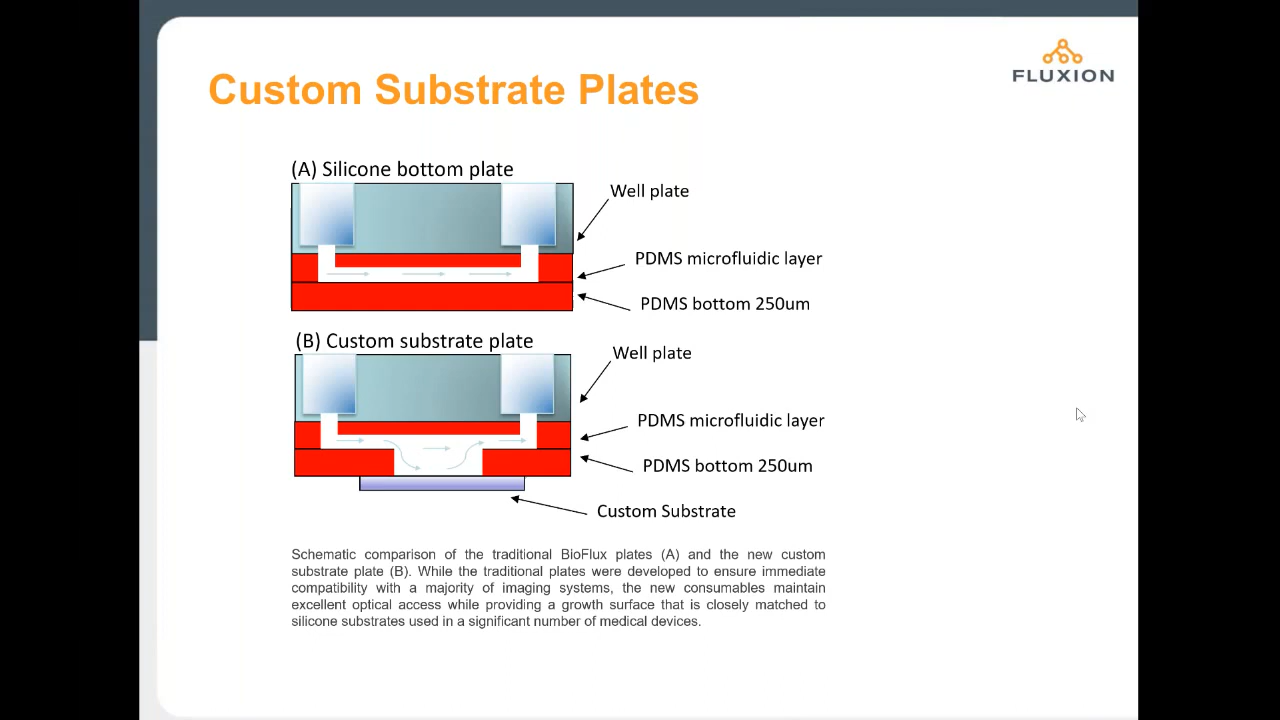 Custom Substrate Plates
FLUXION
(A) Silicone bottom plate
Well plate
PDMS microfluidic layer
PDMS bottom 250um
(B) Custom substrate plate
Well plate
PDMS microfluidic layer
PDMS bottom 250um
Custom Substrate
Schematic comparison of the traditional BioFlux plates (A) and the new custom
substrate plate (B). While the traditional plates were developed to ensure immediate
compatibility with a majority of imaging systems, the new consumables maintain
excellent optical access while providing a growth surface that is closely matched to
silicone substrates used in a significant number of medical devices.